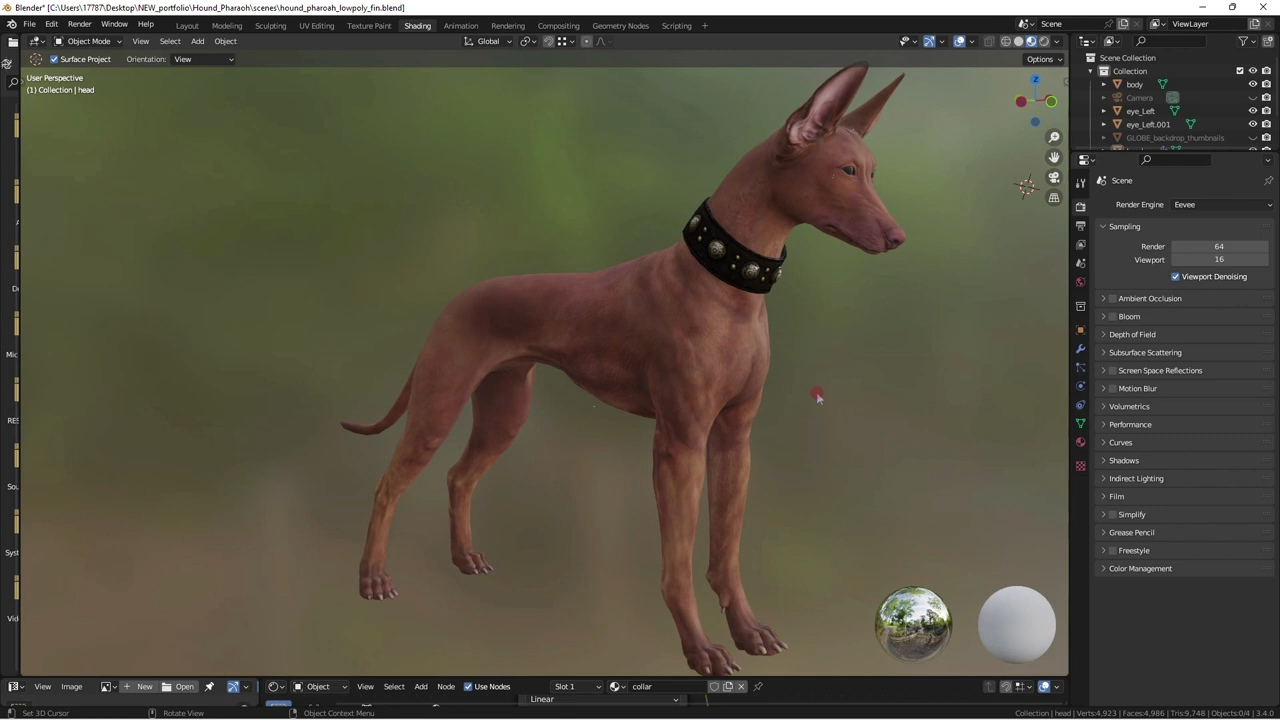 Blender* [C:\Users\17787\Desktop\NEW_portfolio\Hound_Pharaoh\scenes\hound_pharoah_lowpoly_fin.blend]
File Edit Render Window Help Layout Modeling Sculpting UV Editing Texture Paint Shading Animation Rendering Compositing Geometry Nodes Scripting + Scene ViewLayer
Object Mode View Select Add Object Global
Surface Project Orientation: View Options
User Perspective
(1) Collection | head
Scene Collection
Collection
body
Camera
eye_Left
eye_Left.001
GLOBE_backdrop_thumbnails
Scene
Render Engine Eevee
Sampling
Render 64
Viewport 16
Viewport Denoising
Ambient Occlusion
Bloom
Depth of Field
Subsurface Scattering
Screen Space Reflections
Motion Blur
Volumetrics
Performance
Curves
Shadows
Indirect Lighting
Film
Simplify
Grease Pencil
Freestyle
Color Management
Mic
RES
Sou
Syst
Vid
View Image New Open Object View Select Add Node Use Nodes Slot 1 collar
Linear
Set 3D Cursor Rotate View Object Context Menu Collection | head | Verts:4,923 | Faces:4,986 | Tris:9,748 | Objects:0/4 | 3.4.0